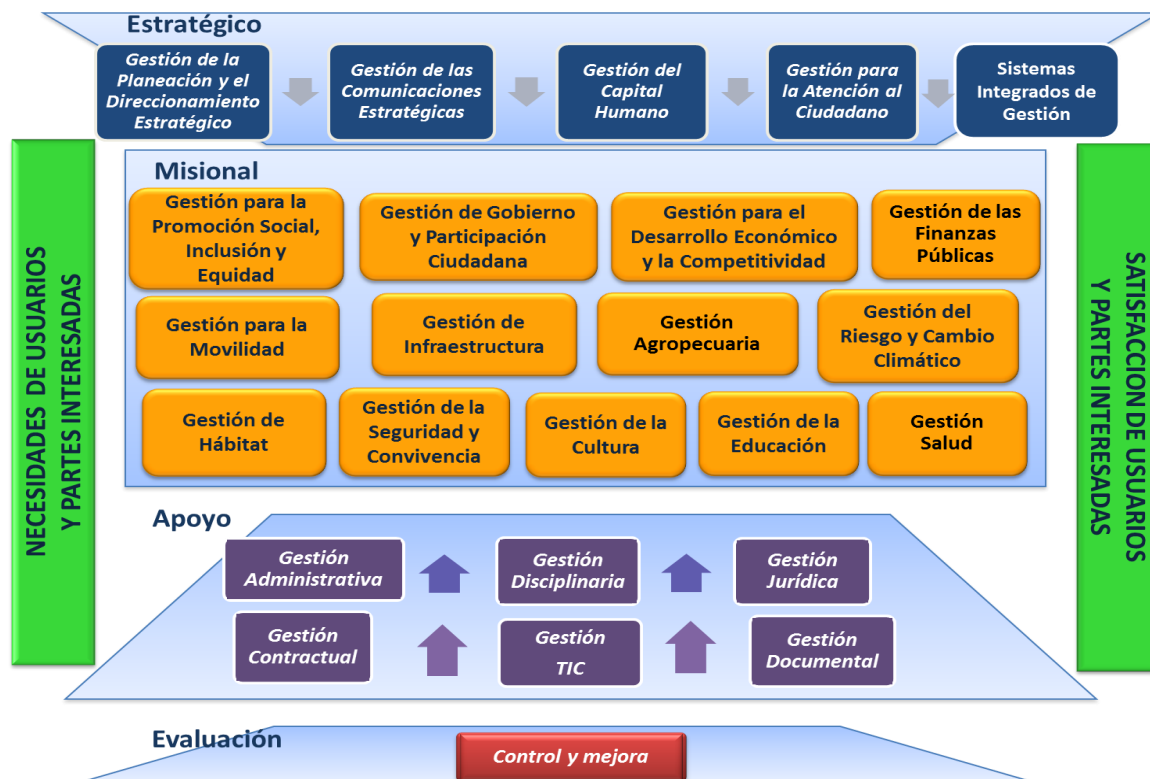 Estratégico
Gestión de la
Planeación y el
Direccionamiento
Estratégico
Gestión de las
Comunicaciones
Estratégicas
Gestión del
Capital
Humano
Gestión para
la Atención al
Ciudadano
Sistemas
Integrados de
Gestión
NECESIDADES DE USUARIOS
Y PARTES INTERESADAS
Misional
Gestión para la
Promoción Social,
Inclusión y
Equidad
Gestión de Gobierno
y Participación
Ciudadana
Gestión para el
Desarrollo Económico
y la Competitividad
Gestión de las
Finanzas
Públicas
Gestión para la
Movilidad
Gestión de
Infraestructura
Gestión
Agropecuaria
Gestión del
Riesgo y Cambio
Climático
Gestión de
Hábitat
Gestión de la
Seguridad y
Convivencia
Gestión de la
Cultura
Gestión de la
Educación
Gestión
Salud
SATISFACCION DE USUARIOS
Y PARTES INTERESADAS
Apoyo
Gestión
Administrativa
Gestión
Disciplinaria
Gestión
Jurídica
Gestión
Contractual
Gestión
TIC
Gestión
Documental
Evaluación
Control y mejora